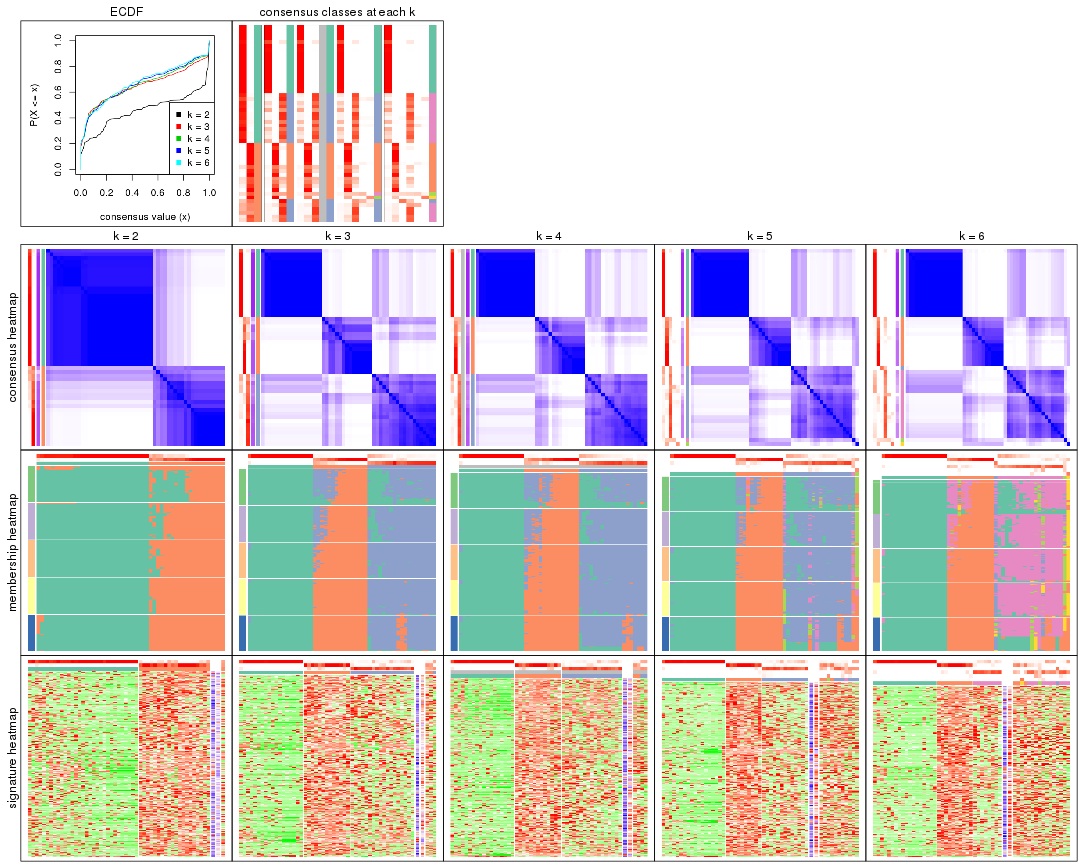 ECDF
consensus classes at each k
P(X <= x)
0.0 0.2 0.4 0.6 0.8 1.0
k = 2
k = 3
k = 4
k = 5
k = 6
0.0 0.2 0.4 0.6 0.8 1.0
consensus value (x)
k = 2
k = 3
k = 4
k = 5
k = 6
consensus heatmap
membership heatmap
signature heatmap